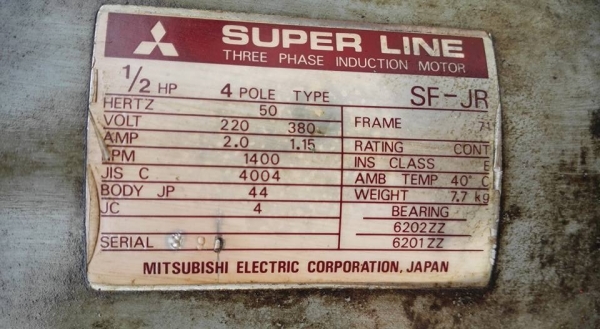 SUPER LINE
THREE PHASE INDUCTION MOTOR
1/2 HP 4 POLE TYPE SF-JR
HERTZ 50
VOLT 220 380
AMP 2.0 1.15
RPM 1400
JIS C 4004
BODY JP 44
JC 4
SERIAL
FRAME 71
RATING CONT
INS CLASS E
AMB TEMP 40°C
WEIGHT 7.7 kg
BEARING
6202ZZ
6201ZZ
MITSUBISHI ELECTRIC CORPORATION, JAPAN